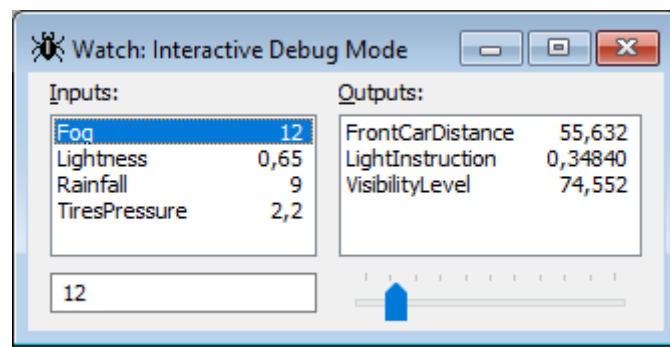 Watch: Interactive Debug Mode
Inputs:
Fog 12
Lightness 0,65
Rainfall 9
TiresPressure 2,2
12
Outputs:
FrontCarDistance 55,632
LightInstruction 0,34840
VisibilityLevel 74,552